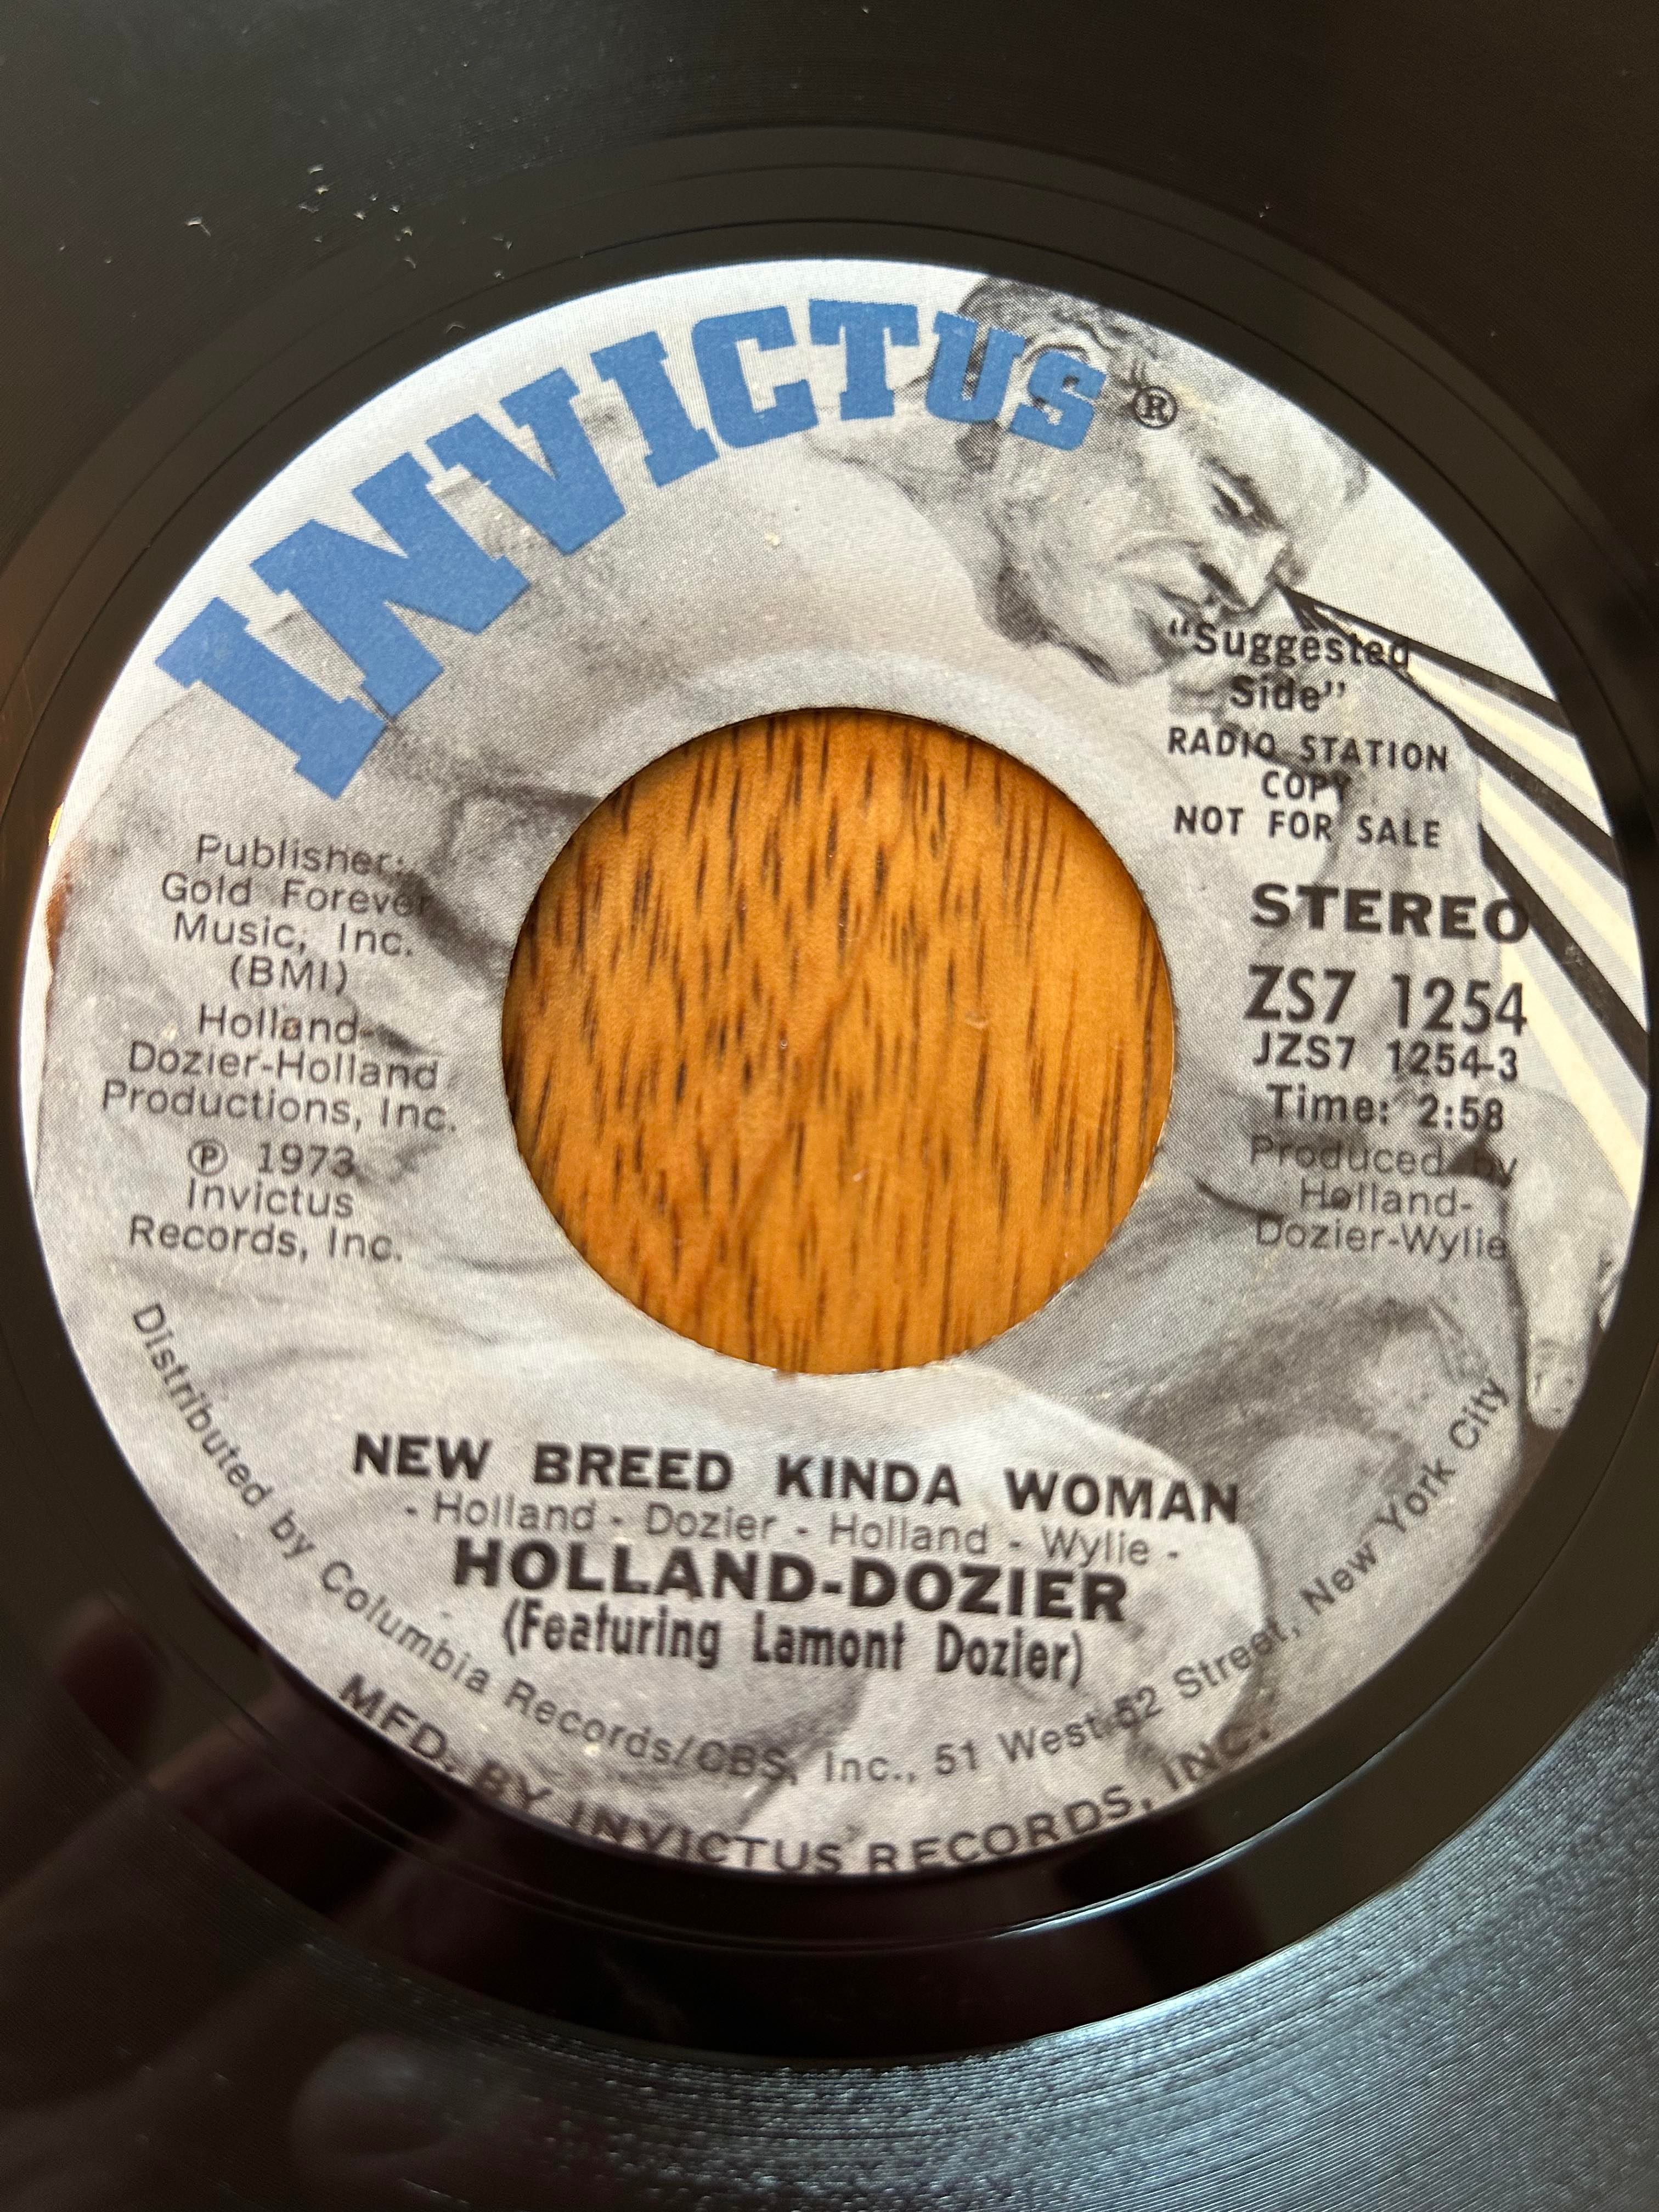 INVICTUS®
"Suggested
Side"
RADIO STATION
COPY
NOT FOR SALE
STEREO
ZS7 1254
JZS7 1254-3
Time: 2:58
Produced by
Holland-
Dozier-Wylie
Publisher:
Gold Forever
Music, Inc.
(BMI)
Holland-
Dozier-Holland
Productions, Inc.
℗ 1973
Invictus
Records, Inc.
NEW BREED KINDA WOMAN
- Holland - Dozier - Holland - Wylie -
HOLLAND-DOZIER
(Featuring Lamont Dozier)
Distributed by Columbia Records/CBS, Inc., 51 West 52 Street, New York City
MFD. BY INVICTUS RECORDS, INC.